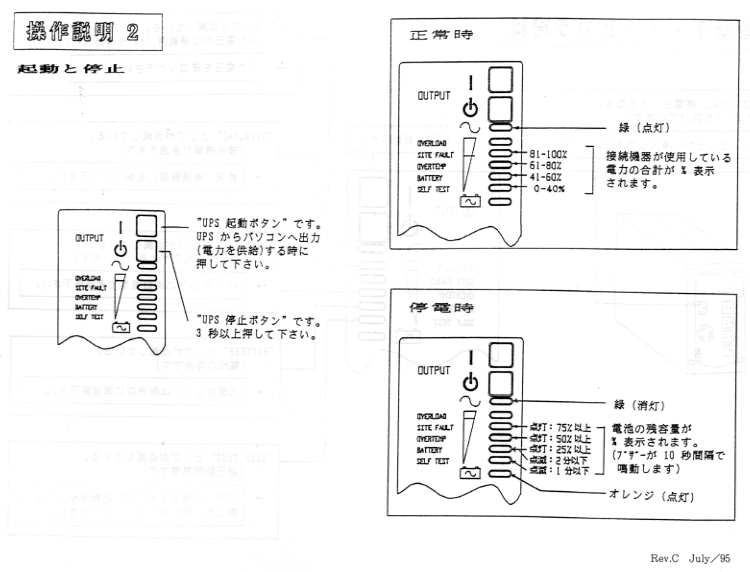 操作説明 2
起動と停止
OUTPUT
OVERLOAD
SITE FAULT
OVERTEMP
BATTERY
SELF TEST
"UPS 起動ボタン" です。
UPS からパソコンへ出力
(電力を供給)する時に
押して下さい。
"UPS 停止ボタン" です。
3 秒以上押して下さい。
正常時
OUTPUT
OVERLOAD
SITE FAULT
OVERTEMP
BATTERY
SELF TEST
緑 (点灯)
81-100%
61-80%
41-60%
0-40%
接続機器が使用している
電力の合計が % 表示
されます。
停電時
OUTPUT
OVERLOAD
SITE FAULT
OVERTEMP
BATTERY
SELF TEST
緑 (消灯)
点灯:75%以上
点灯:50%以上
点灯:25%以上
点滅:2分以下
点滅:1分以下
電池の残容量が
% 表示されます。
(ブザーが 10 秒間隔で
鳴動します)
オレンジ (点灯)
Rev.C July/95